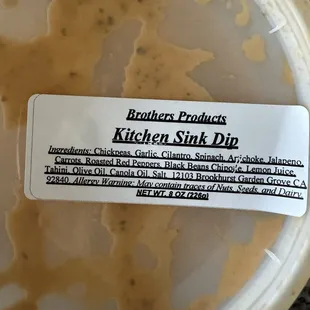 Brothers Products
Kitchen Sink Dip
Ingredients: Chickpeas, Garlic, Cilantro, Spinach, Artichoke, Jalapeno,
Carrots, Roasted Red Peppers, Black Beans Chipotle, Lemon Juice,
Tahini, Olive Oil, Canola Oil, Salt. 12103 Brookhurst Garden Grove CA
92840. Allergy Warning: May contain traces of Nuts, Seeds, and Dairy.
NET WT. 8 OZ (226g)